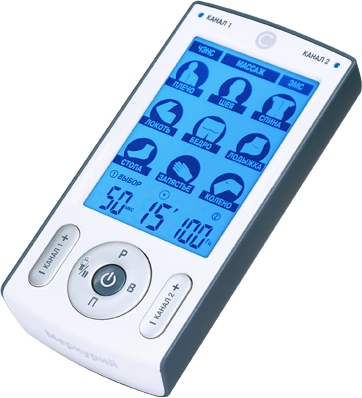 КАНАЛ 1
КАНАЛ 2
ЧЭНС МАССАЖ ЭМС
ПЛЕЧО ШЕЯ СПИНА
ЛОКОТЬ БЕДРО ЛОДЫЖКА
СТОПА ЗАПЯСТЬЕ КОЛЕНО
ВЫБОР
50 15' 100 Гц
КАНАЛ 1 − +
Р
В
П
КАНАЛ 2 − +
Меркурий